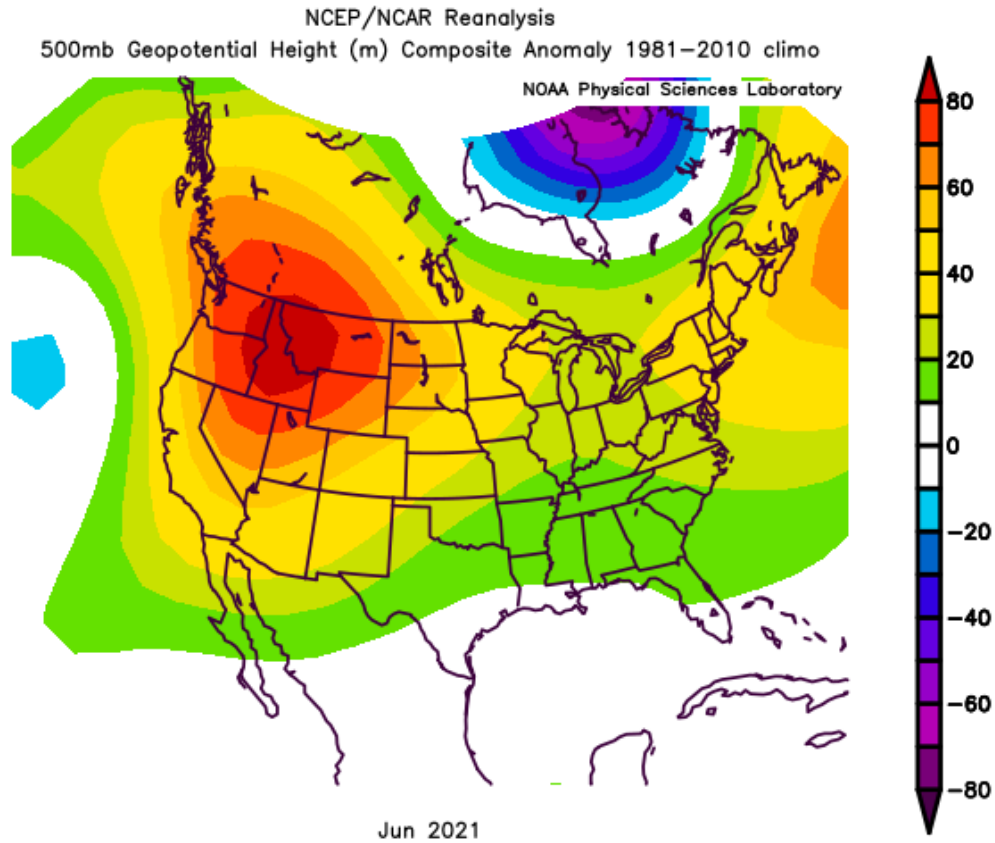 NCEP/NCAR Reanalysis
500mb Geopotential Height (m) Composite Anomaly 1981−2010 climo
NOAA Physical Sciences Laboratory
80
60
40
20
0
−20
−40
−60
−80
Jun 2021